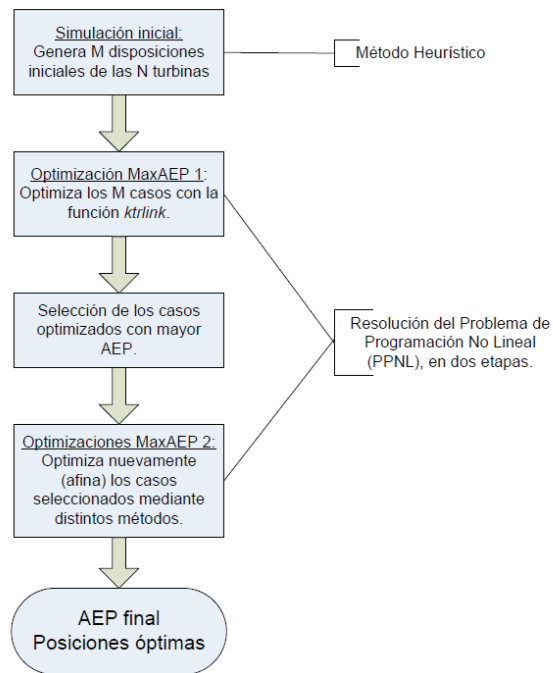 Simulación inicial:
Genera M disposiciones
iniciales de las N turbinas
Método Heurístico
Optimización MaxAEP 1:
Optimiza los M casos con la
función ktrlink.
Selección de los casos
optimizados con mayor
AEP.
Resolución del Problema de
Programación No Lineal
(PPNL), en dos etapas.
Optimizaciones MaxAEP 2:
Optimiza nuevamente
(afina) los casos
seleccionados mediante
distintos métodos.
AEP final
Posiciones óptimas